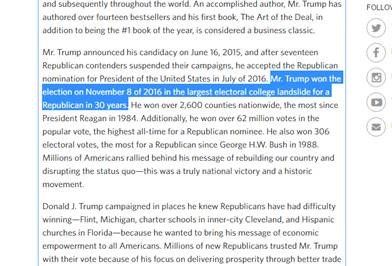 and subsequently throughout the world. An accomplished author, Mr. Trump has
authored over fourteen bestsellers and his first book, The Art of the Deal, in
addition to being the #1 book of the year, is considered a business classic.
Mr. Trump announced his candidacy on June 16, 2015, and after seventeen
Republican contenders suspended their campaigns, he accepted the Republican
nomination for President of the United States in July of 2016. Mr. Trump won the
election on November 8 of 2016 in the largest electoral college landslide for a
Republican in 30 years. He won over 2,600 counties nationwide, the most since
President Reagan in 1984. Additionally, he won over 62 million votes in the
popular vote, the highest all-time for a Republican nominee. He also won 306
electoral votes, the most for a Republican since George H.W. Bush in 1988.
Millions of Americans rallied behind his message of rebuilding our country and
disrupting the status quo—this was a truly national victory and a historic
movement.
Donald J. Trump campaigned in places he knew Republicans have had difficulty
winning—Flint, Michigan, charter schools in inner-city Cleveland, and Hispanic
churches in Florida—because he wanted to bring his message of economic
empowerment to all Americans. Millions of new Republicans trusted Mr. Trump
with their vote because of his focus on delivering prosperity through better trade
FOLLOW